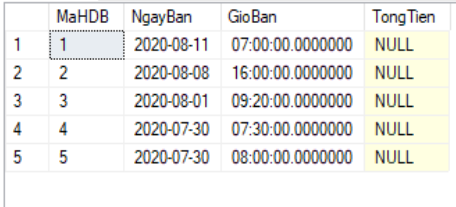 MaHDB NgayBan GioBan TongTien
1 1 2020-08-11 07:00:00.0000000 NULL
2 2 2020-08-08 16:00:00.0000000 NULL
3 3 2020-08-01 09:20:00.0000000 NULL
4 4 2020-07-30 07:30:00.0000000 NULL
5 5 2020-07-30 08:00:00.0000000 NULL